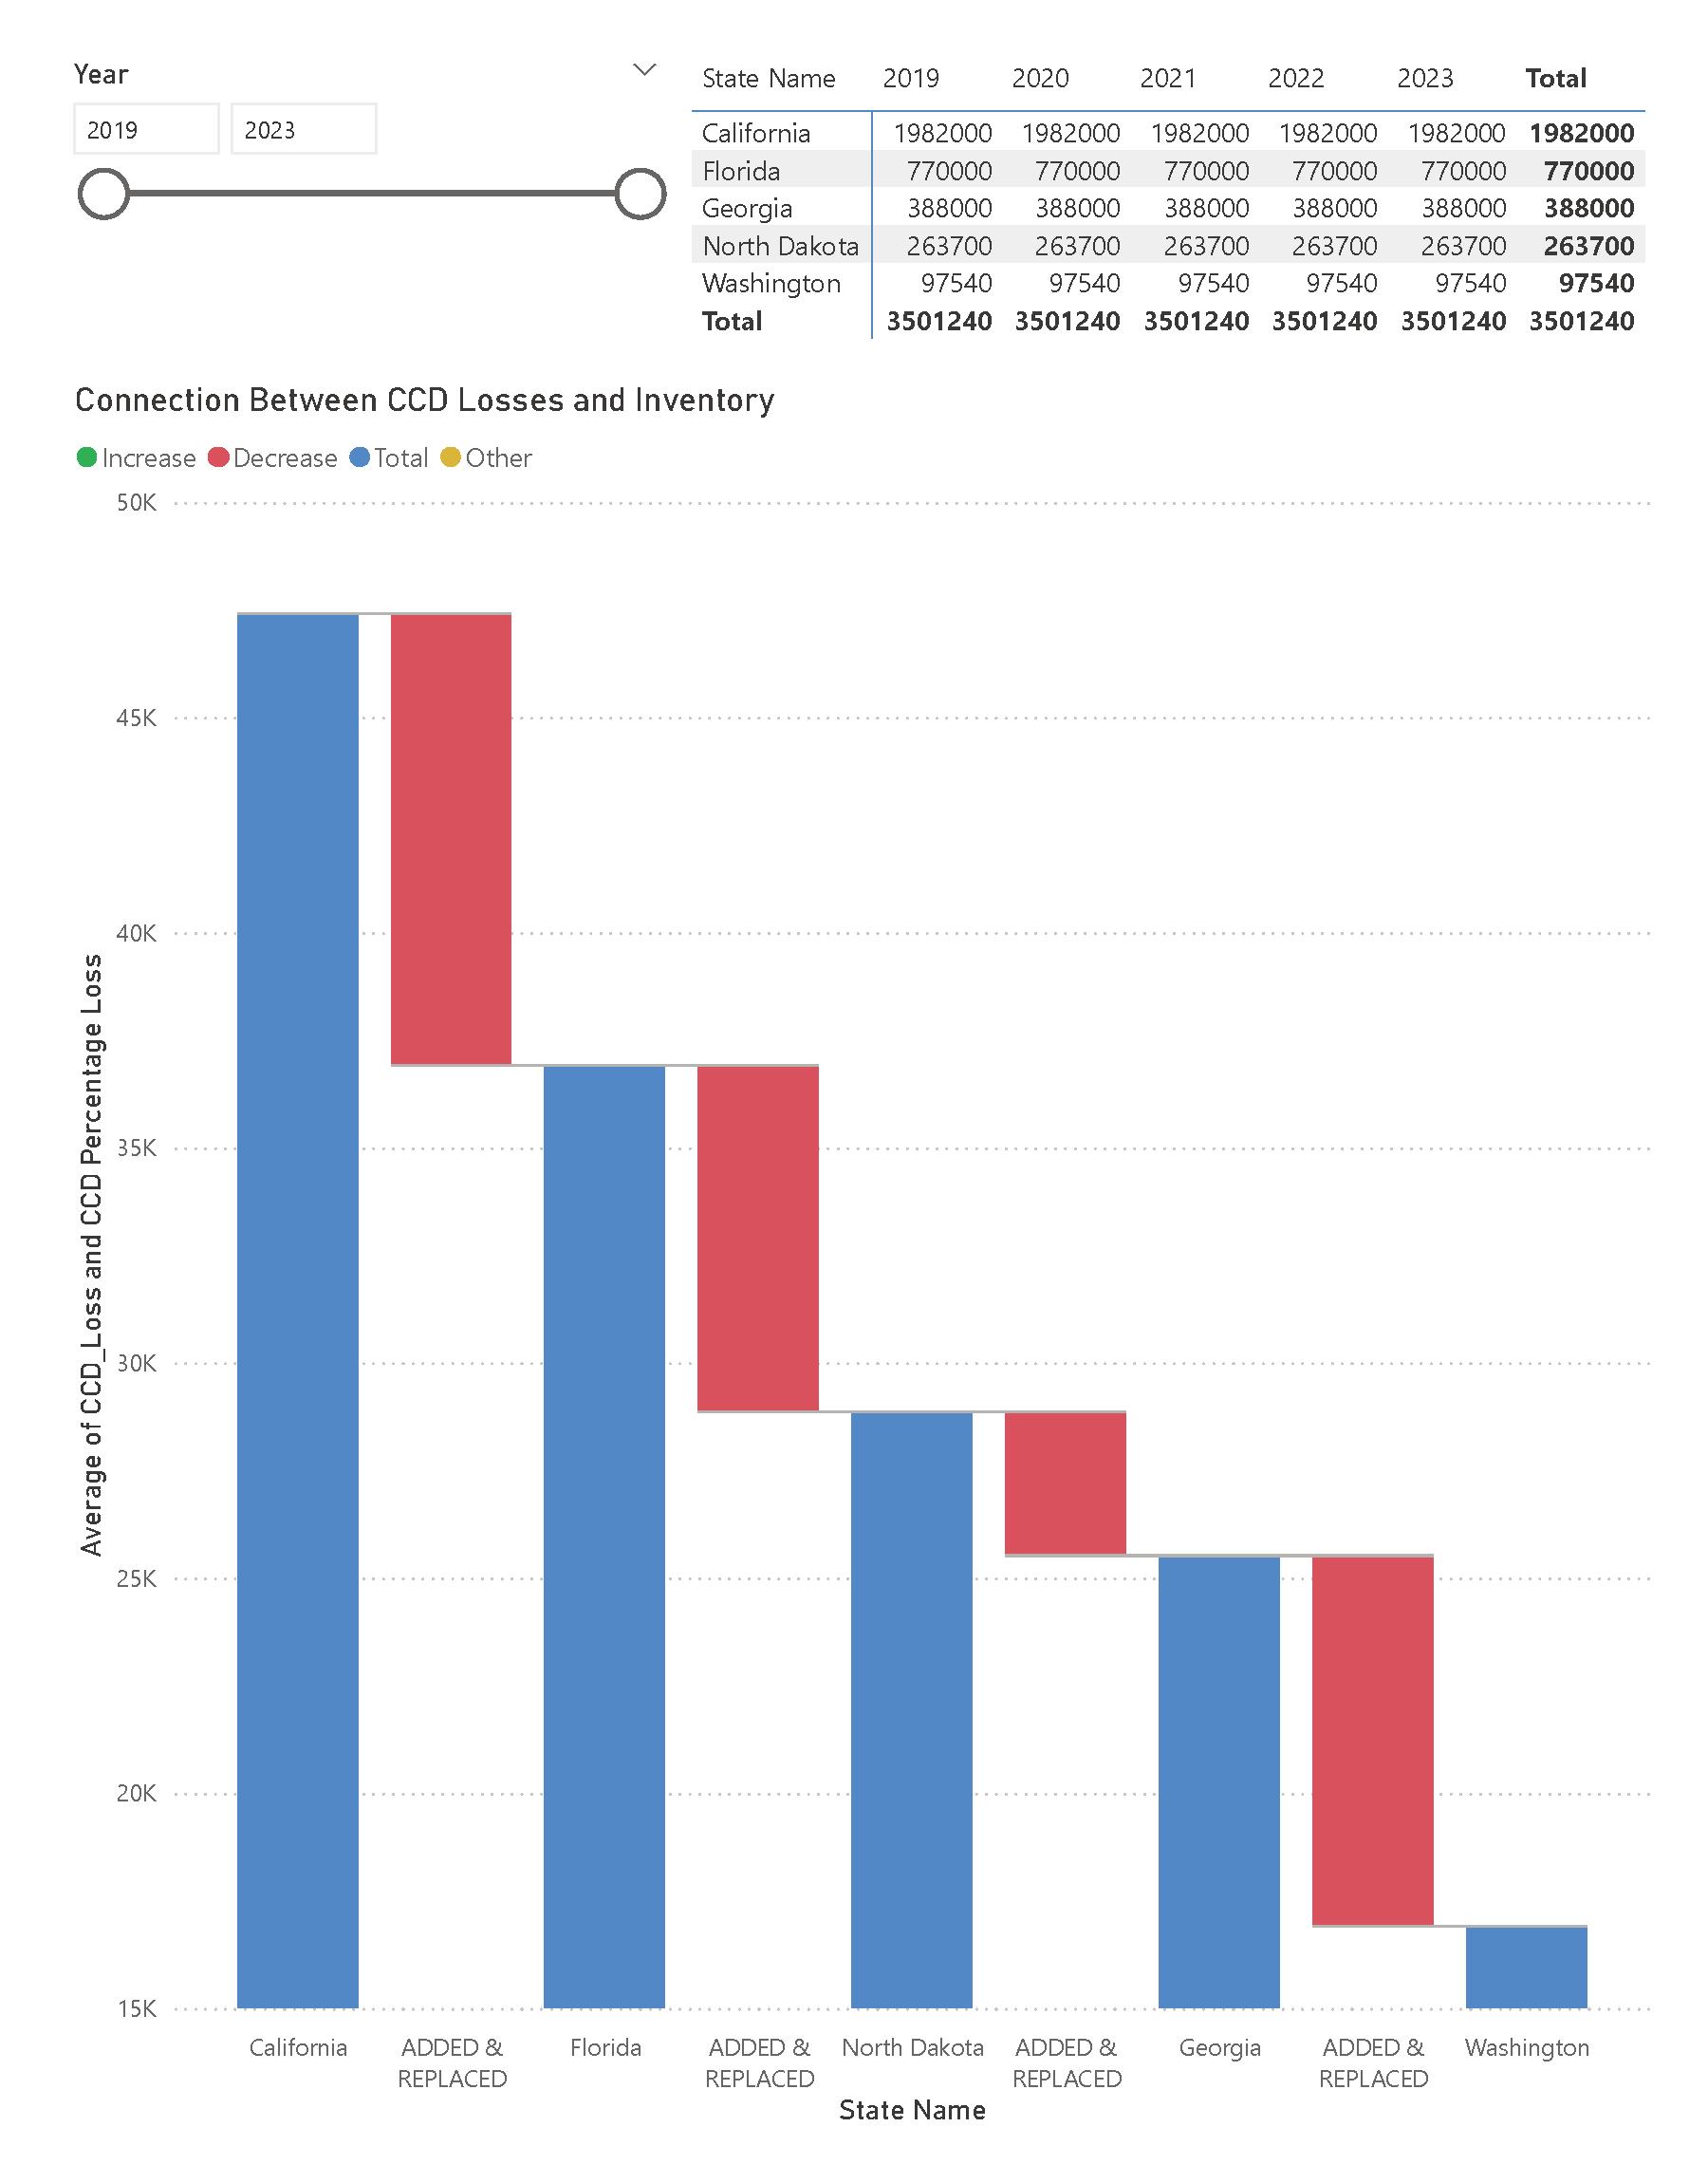 Year
2019 2023
State Name 2019 2020 2021 2022 2023 Total
California 1982000 1982000 1982000 1982000 1982000 1982000
Florida 770000 770000 770000 770000 770000 770000
Georgia 388000 388000 388000 388000 388000 388000
North Dakota 263700 263700 263700 263700 263700 263700
Washington 97540 97540 97540 97540 97540 97540
Total 3501240 3501240 3501240 3501240 3501240 3501240
Connection Between CCD Losses and Inventory
Increase Decrease Total Other
50K
45K
40K
35K
30K
25K
20K
15K
Average of CCD_Loss and CCD Percentage Loss
California ADDED & Florida ADDED & North Dakota ADDED & Georgia ADDED & Washington
REPLACED REPLACED REPLACED REPLACED
State Name